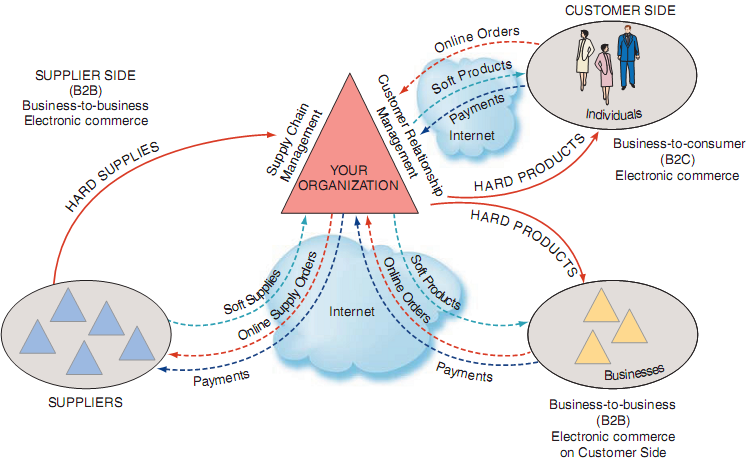 CUSTOMER SIDE
Online Orders
Soft Products
Payments
Internet
Individuals
Business-to-consumer
(B2C)
Electronic commerce
SUPPLIER SIDE
(B2B)
Business-to-business
Electronic commerce
HARD SUPPLIES
Supply Chain
Management
Customer Relationship
Management
YOUR
ORGANIZATION
HARD PRODUCTS
HARD PRODUCTS
Soft Supplies
Online Supply Orders
Payments
Internet
Soft Products
Online Orders
Payments
SUPPLIERS
Businesses
Business-to-business
(B2B)
Electronic commerce
on Customer Side